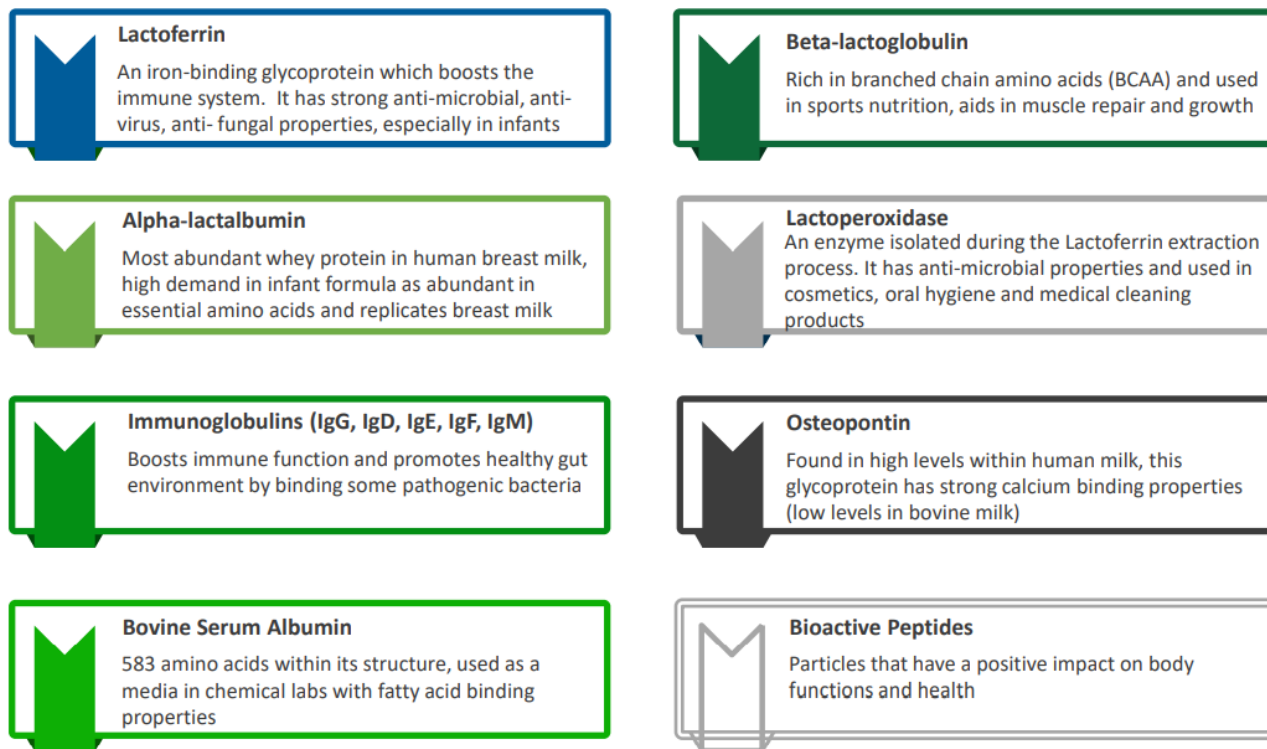 Lactoferrin
An iron-binding glycoprotein which boosts the
immune system.  It has strong anti-microbial, anti-
virus, anti- fungal properties, especially in infants
Beta-lactoglobulin
Rich in branched chain amino acids (BCAA) and used
in sports nutrition, aids in muscle repair and growth
Alpha-lactalbumin
Most abundant whey protein in human breast milk,
high demand in infant formula as abundant in
essential amino acids and replicates breast milk
Lactoperoxidase
An enzyme isolated during the Lactoferrin extraction
process. It has anti-microbial properties and used in
cosmetics, oral hygiene and medical cleaning
products
Immunoglobulins (IgG, IgD, IgE, IgF, IgM)
Boosts immune function and promotes healthy gut
environment by binding some pathogenic bacteria
Osteopontin
Found in high levels within human milk, this
glycoprotein has strong calcium binding properties
(low levels in bovine milk)
Bovine Serum Albumin
583 amino acids within its structure, used as a
media in chemical labs with fatty acid binding
properties
Bioactive Peptides
Particles that have a positive impact on body
functions and health